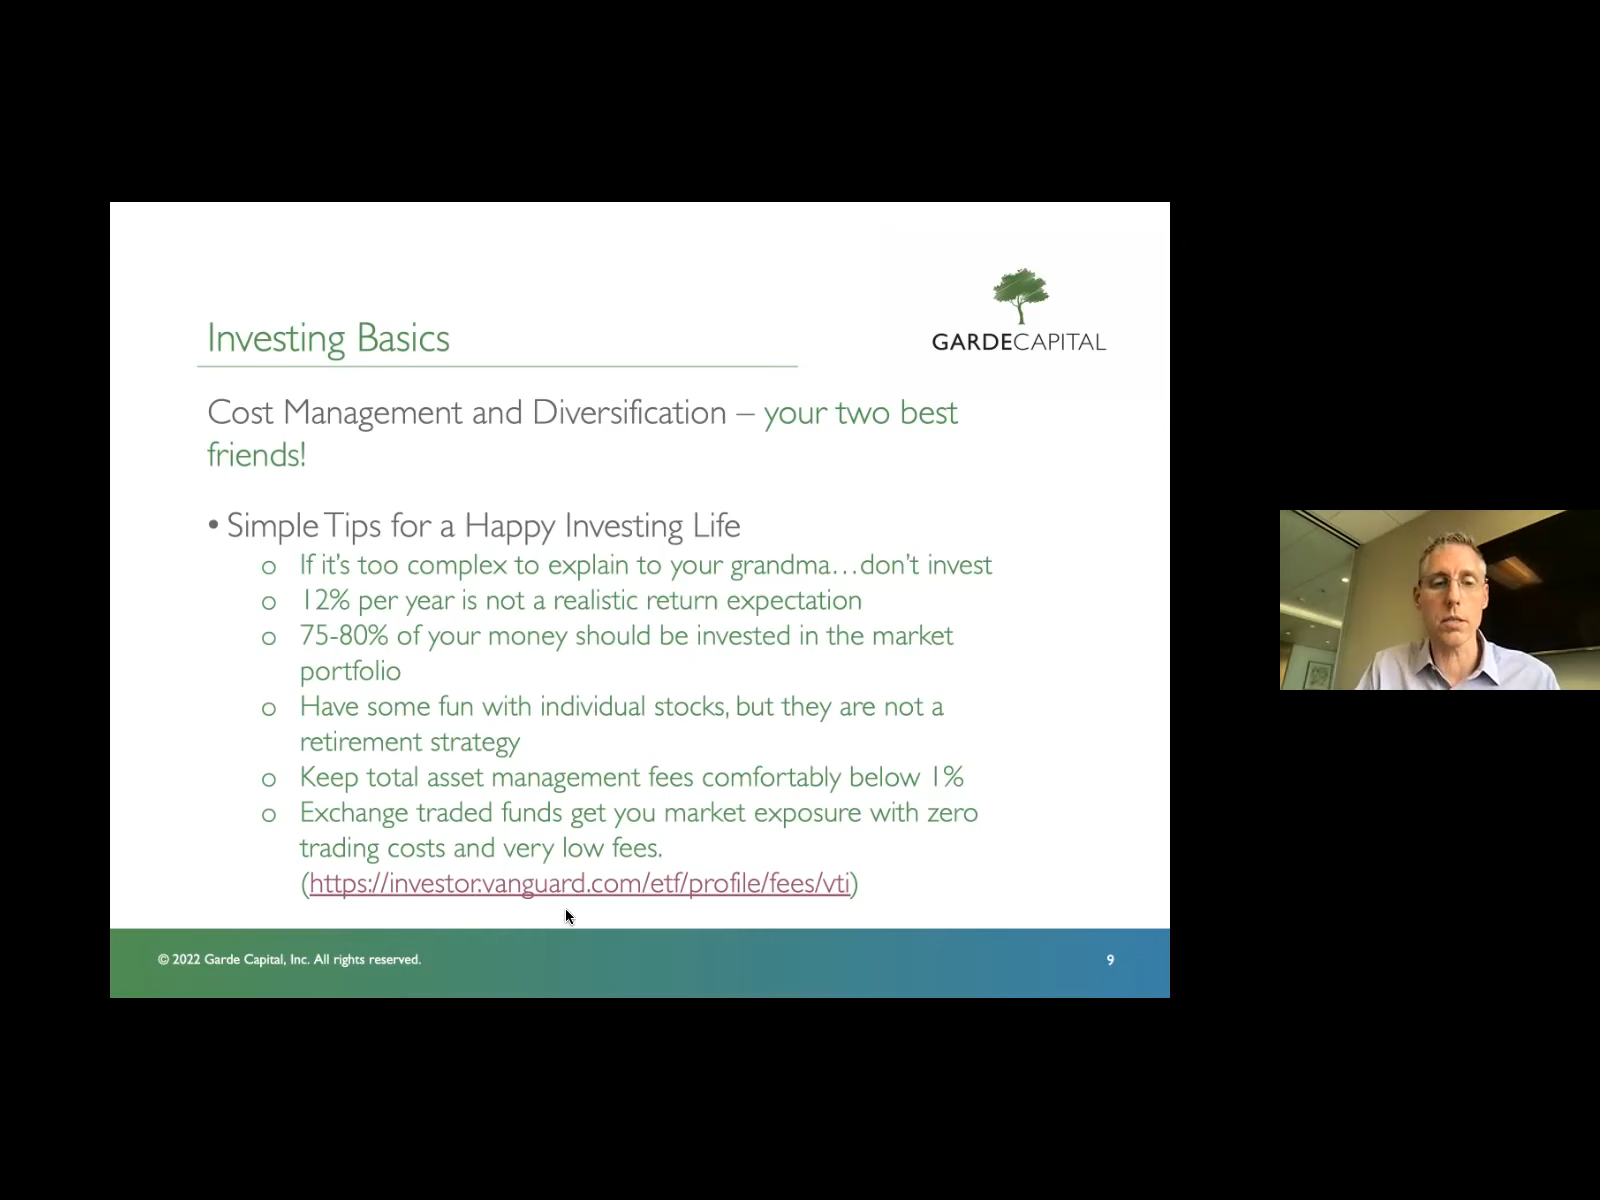 GARDECAPITAL
Investing Basics
Cost Management and Diversification – your two best
friends!
• Simple Tips for a Happy Investing Life
o If it's too complex to explain to your grandma…don't invest
o 12% per year is not a realistic return expectation
o 75-80% of your money should be invested in the market
portfolio
o Have some fun with individual stocks, but they are not a
retirement strategy
o Keep total asset management fees comfortably below 1%
o Exchange traded funds get you market exposure with zero
trading costs and very low fees.
(https://investor.vanguard.com/etf/profile/fees/vti)
© 2022 Garde Capital, Inc. All rights reserved.
9